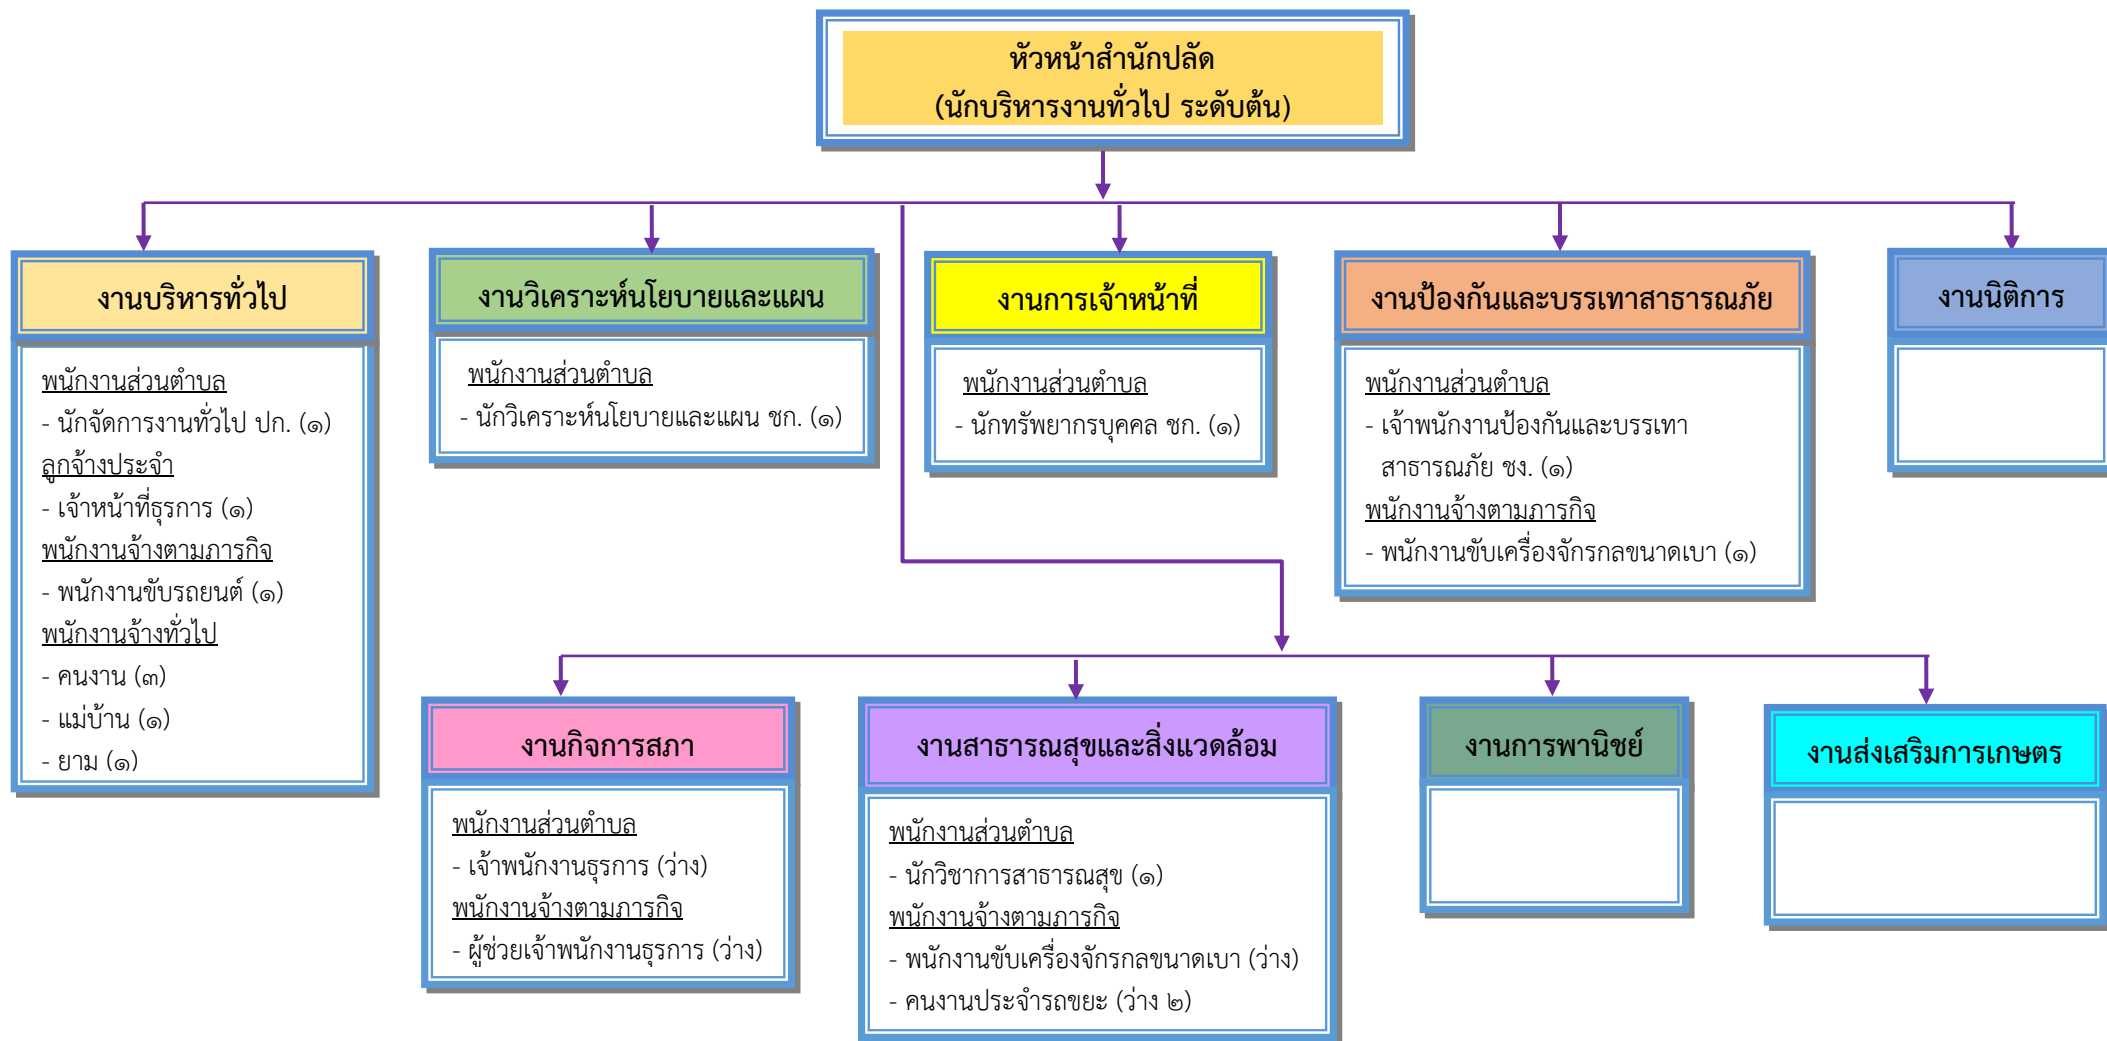 หัวหน้าสำนักปลัด
(นักบริหารงานทั่วไป ระดับต้น)
งานบริหารทั่วไป
พนักงานส่วนตำบล
- นักจัดการงานทั่วไป ปก. (๑)
ลูกจ้างประจำ
- เจ้าหน้าที่ธุรการ (๑)
พนักงานจ้างตามภารกิจ
- พนักงานขับรถยนต์ (๑)
พนักงานจ้างทั่วไป
- คนงาน (๓)
- แม่บ้าน (๑)
- ยาม (๑)
งานวิเคราะห์นโยบายและแผน
พนักงานส่วนตำบล
- นักวิเคราะห์นโยบายและแผน ชก. (๑)
งานการเจ้าหน้าที่
พนักงานส่วนตำบล
- นักทรัพยากรบุคคล ชก. (๑)
งานป้องกันและบรรเทาสาธารณภัย
พนักงานส่วนตำบล
- เจ้าพนักงานป้องกันและบรรเทา
สาธารณภัย ชง. (๑)
พนักงานจ้างตามภารกิจ
- พนักงานขับเครื่องจักรกลขนาดเบา (๑)
งานนิติการ
งานกิจการสภา
พนักงานส่วนตำบล
- เจ้าพนักงานธุรการ (ว่าง)
พนักงานจ้างตามภารกิจ
- ผู้ช่วยเจ้าพนักงานธุรการ (ว่าง)
งานสาธารณสุขและสิ่งแวดล้อม
พนักงานส่วนตำบล
- นักวิชาการสาธารณสุข (๑)
พนักงานจ้างตามภารกิจ
- พนักงานขับเครื่องจักรกลขนาดเบา (ว่าง)
- คนงานประจำรถขยะ (ว่าง ๒)
งานการพานิชย์
งานส่งเสริมการเกษตร